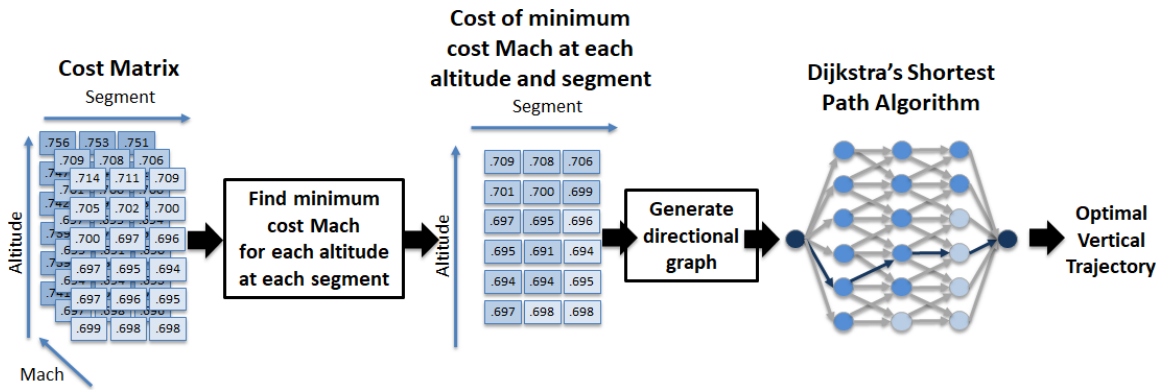 Cost Matrix
Segment
Altitude
Mach
.756 .753 .751
.709 .708 .706
.714 .711 .709
.705 .702 .700
.700 .697 .696
.697 .695 .694
.697 .696 .695
.699 .698 .698
Find minimum
cost Mach
for each altitude
at each segment
Cost of minimum
cost Mach at each
altitude and segment
Segment
Altitude
.709 .708 .706
.701 .700 .699
.697 .695 .696
.695 .691 .694
.694 .694 .695
.697 .698 .698
Generate
directional
graph
Dijkstra's Shortest
Path Algorithm
Optimal
Vertical
Trajectory